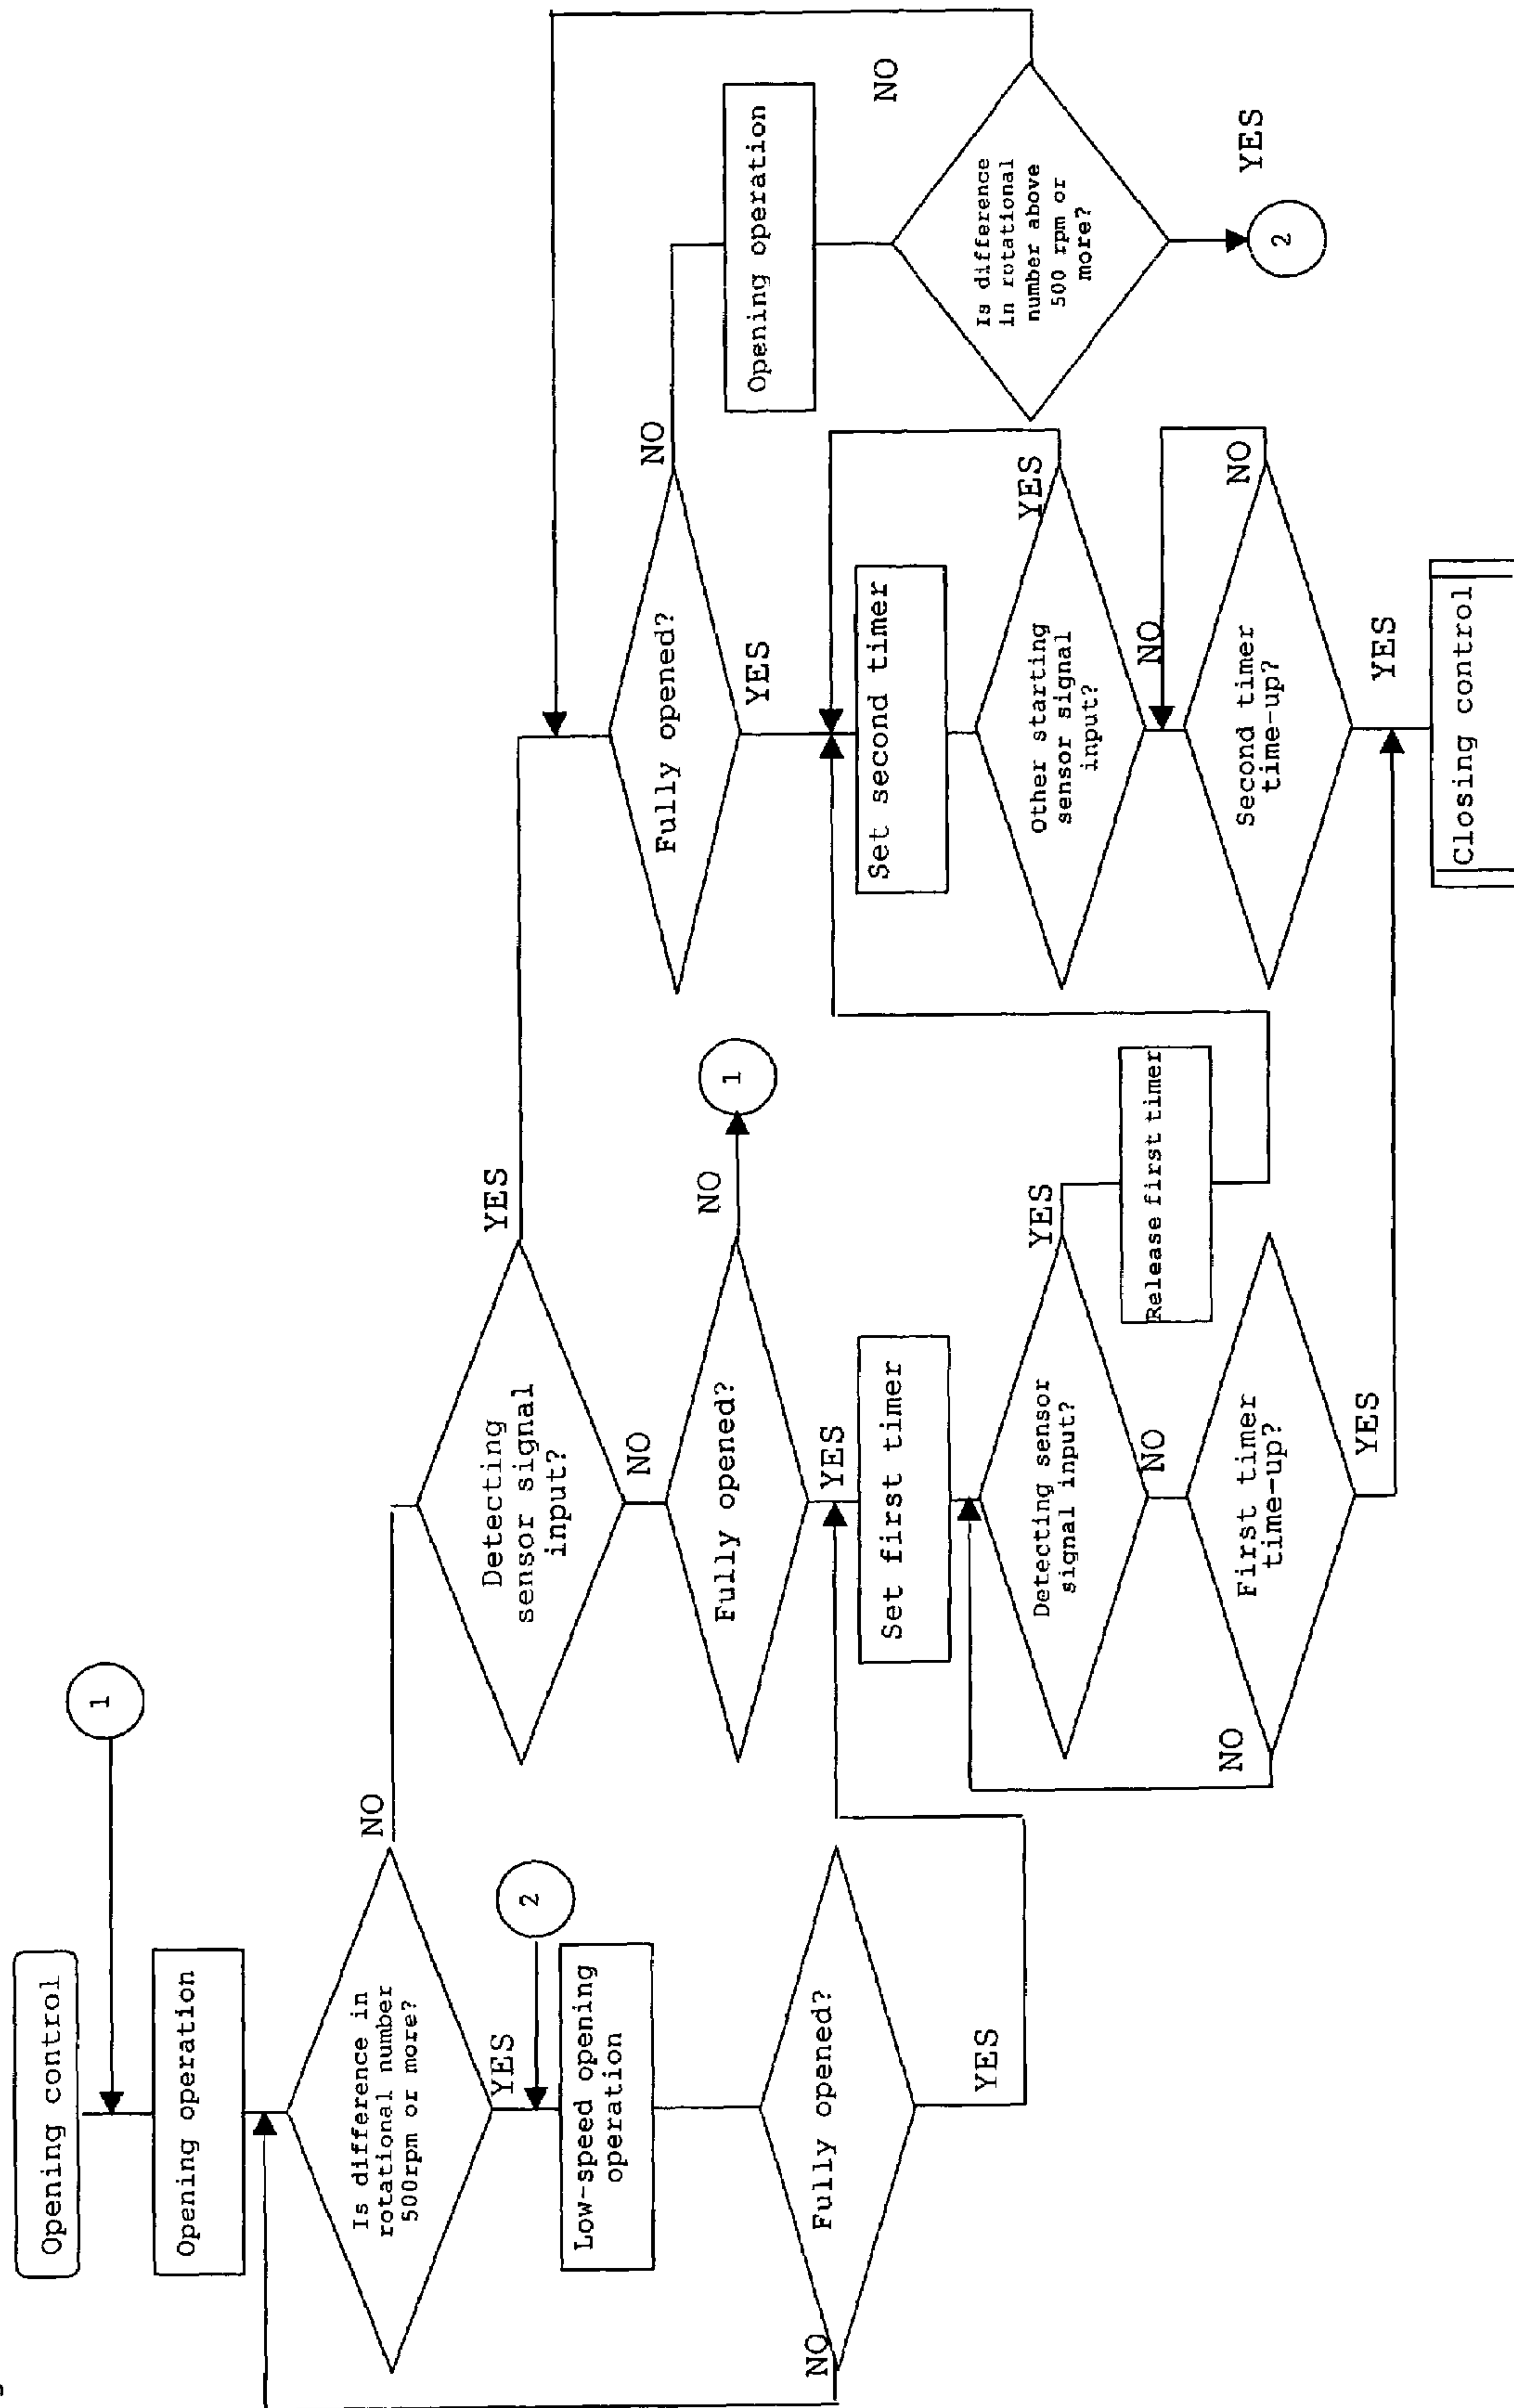 Opening control
1
Opening operation
Is difference in
rotational number
500rpm or more?
NO
YES
2
Low-speed opening
operation
Fully opened?
NO
YES
Detecting
sensor signal
input?
YES
NO
Fully opened?
NO
1
YES
Set first timer
Detecting sensor
signal input?
YES
Release first timer
NO
First timer
time-up?
NO
YES
Fully opened?
NO
YES
Opening operation
Is difference
in rotational
number above
500 rpm or
more?
NO
YES
2
Set second timer
Other starting
sensor signal
input?
YES
NO
Second timer
time-up?
NO
YES
Closing control